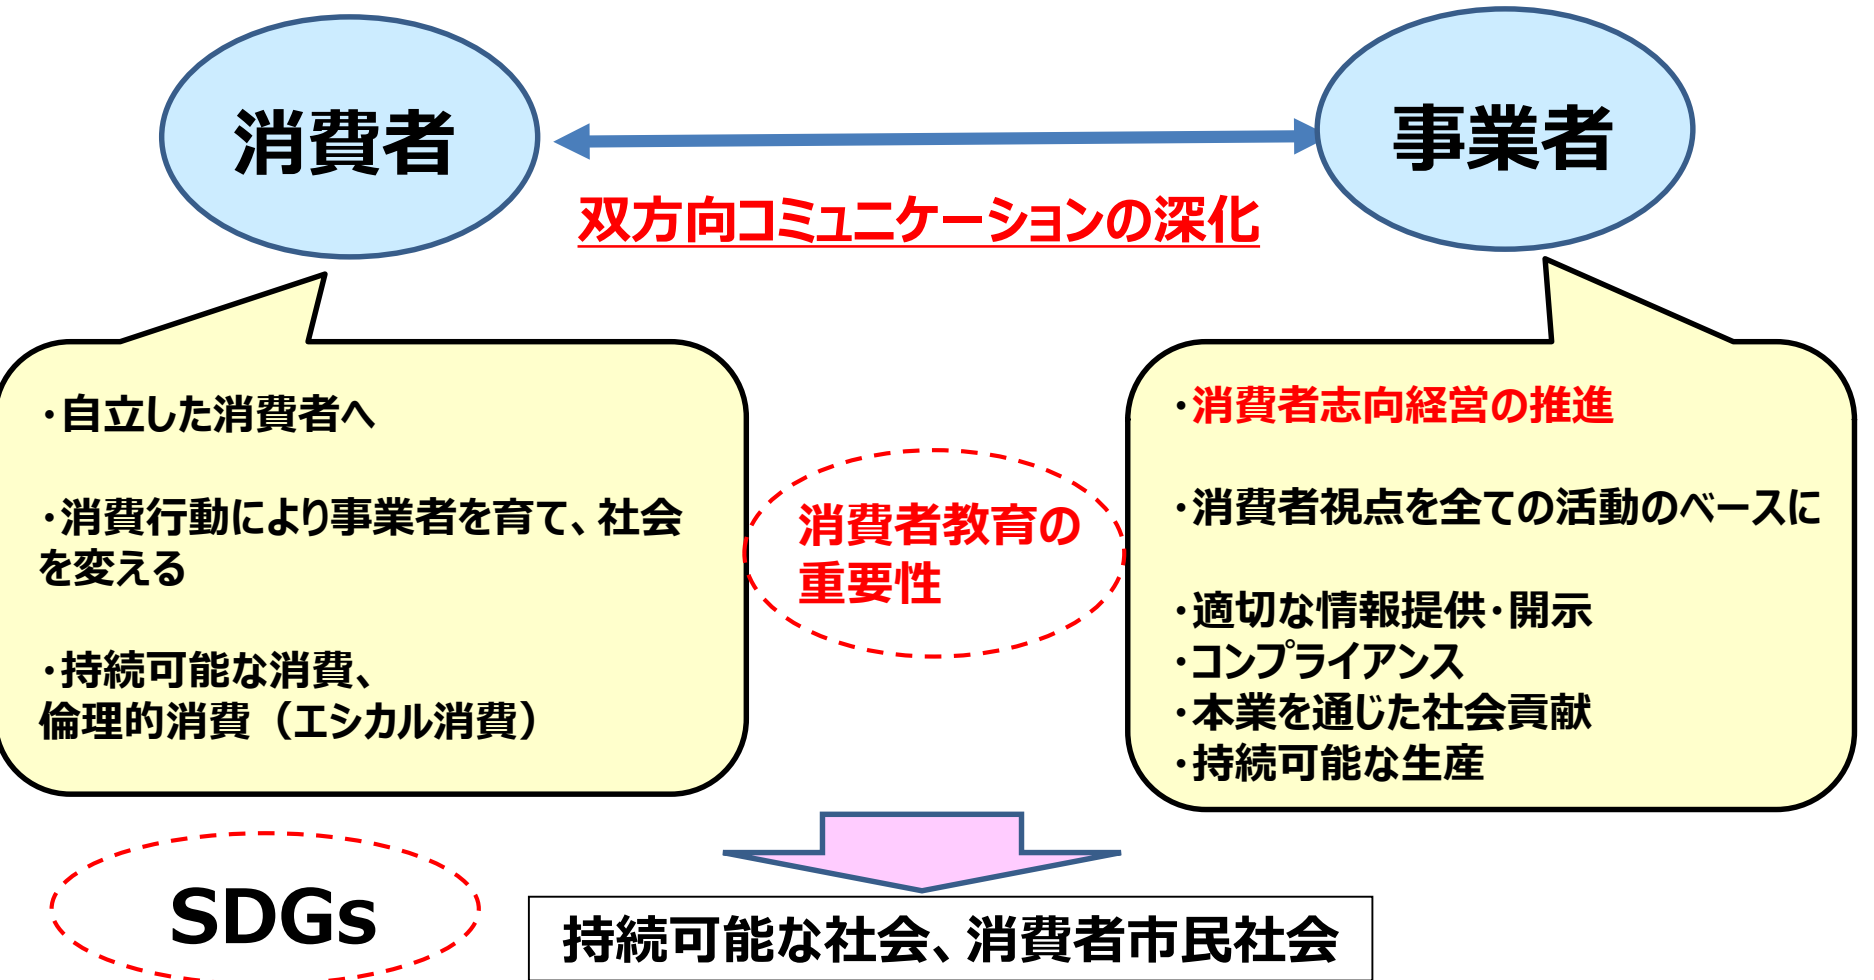 消費者
事業者
双方向コミュニケーションの深化
・自立した消費者へ
・消費行動により事業者を育て、社会
を変える
・持続可能な消費、
倫理的消費（エシカル消費）
消費者教育の
重要性
・消費者志向経営の推進
・消費者視点を全ての活動のベースに
・適切な情報提供・開示
・コンプライアンス
・本業を通じた社会貢献
・持続可能な生産
SDGs
持続可能な社会、消費者市民社会